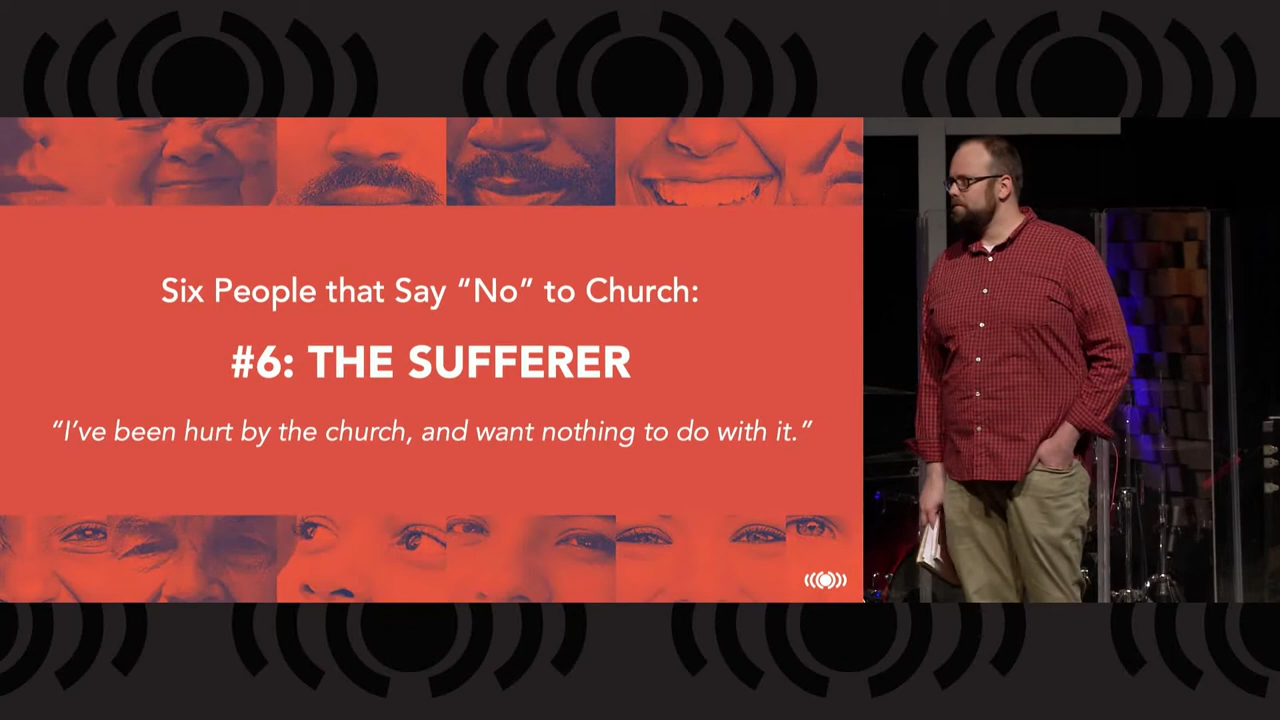 Six People that Say “No” to Church:
#6: THE SUFFERER
“I’ve been hurt by the church, and want nothing to do with it.”